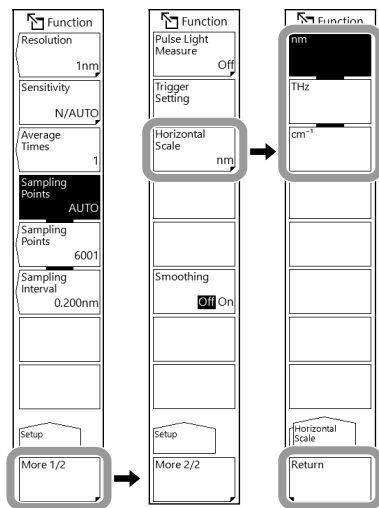 Function
Resolution
1nm
Sensitivity
N/AUTO
Average
Times
1
Sampling
Points
AUTO
Sampling
Points
6001
Sampling
Interval
0.200nm
Setup
More 1/2
Function
Pulse Light
Measure
Off
Trigger
Setting
Horizontal
Scale
nm
Smoothing
Off On
Setup
More 2/2
Function
nm
THz
cm⁻¹
Horizontal
Scale
Return